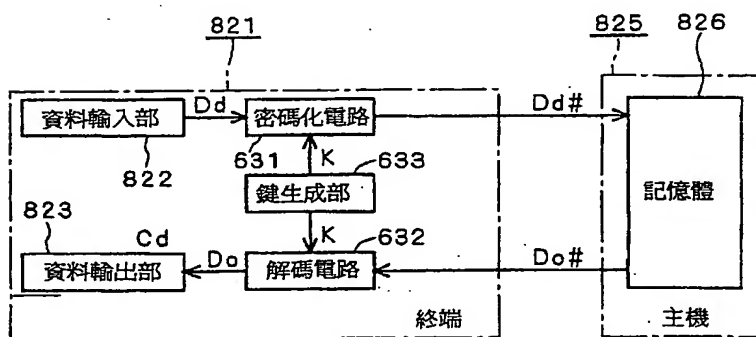 821
825
826
資料輸入部
Dd
密碼化電路
Dd#
822
631
K
633
鍵生成部
記憶體
823
Cd
K
632
資料輸出部
Do
解碼電路
Do#
終端
主機